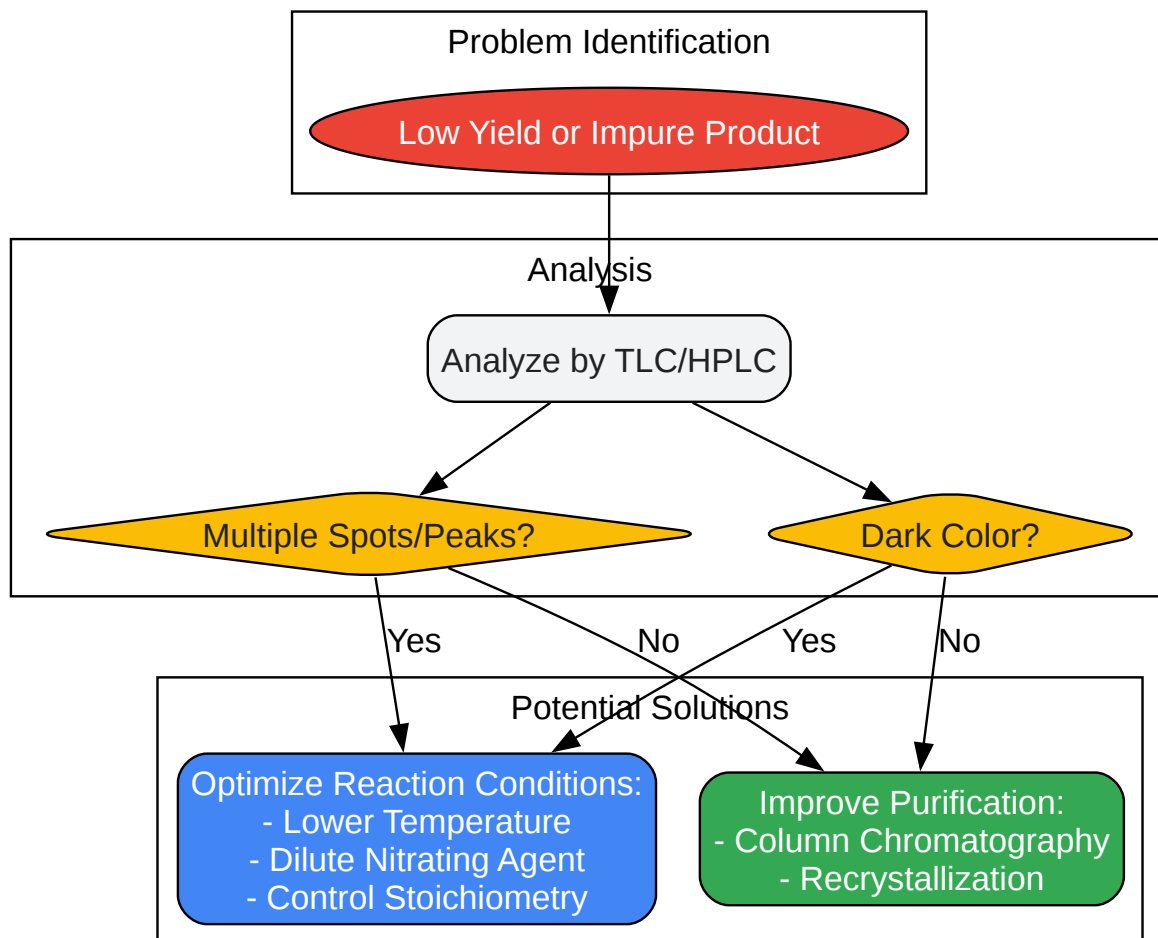 Problem Identification
Low Yield or Impure Product
Analysis
Analyze by TLC/HPLC
Multiple Spots/Peaks?
Dark Color?
Yes
No
Yes
No
Potential Solutions
Optimize Reaction Conditions:
- Lower Temperature
- Dilute Nitrating Agent
- Control Stoichiometry
Improve Purification:
- Column Chromatography
- Recrystallization